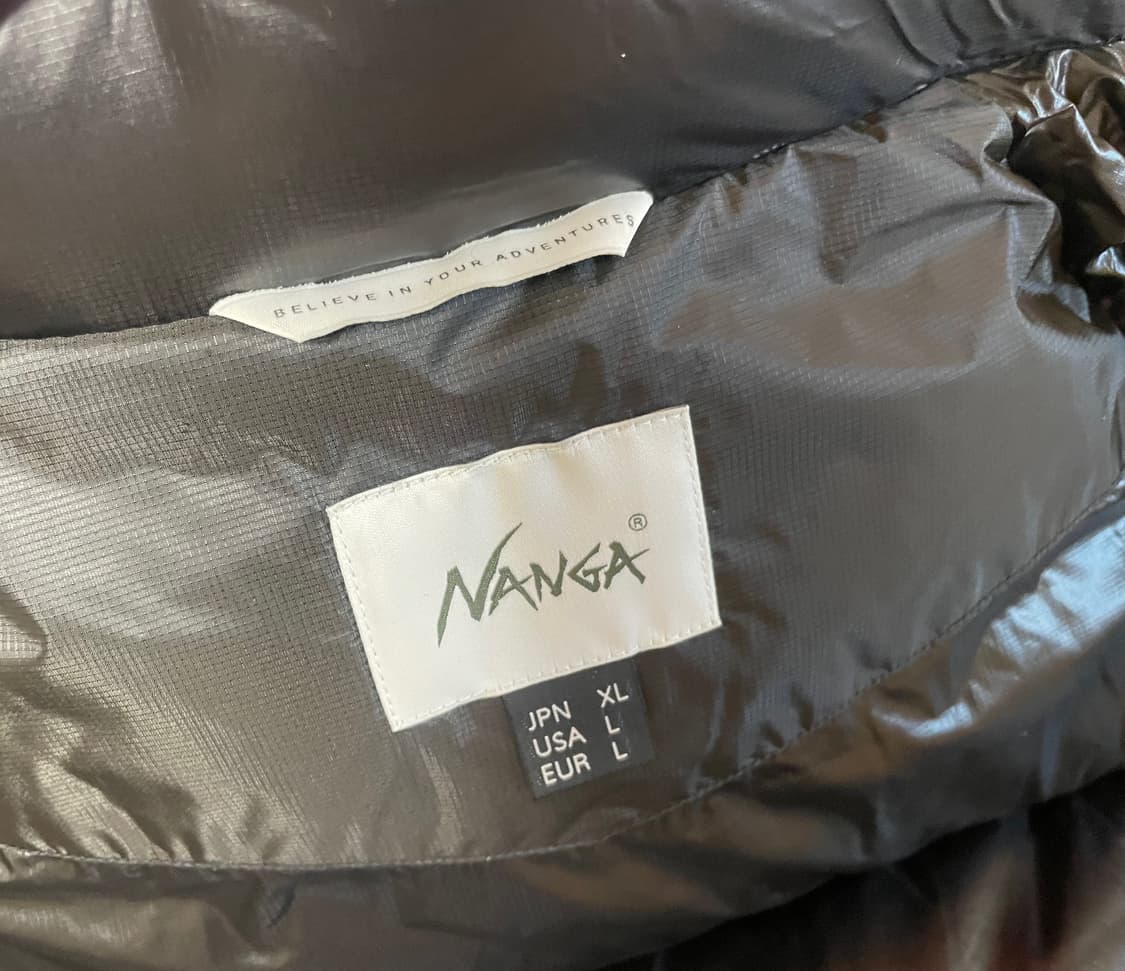 BELIEVE IN YOUR ADVENTURES
NANGA ®
JPN XL
USA L
EUR L